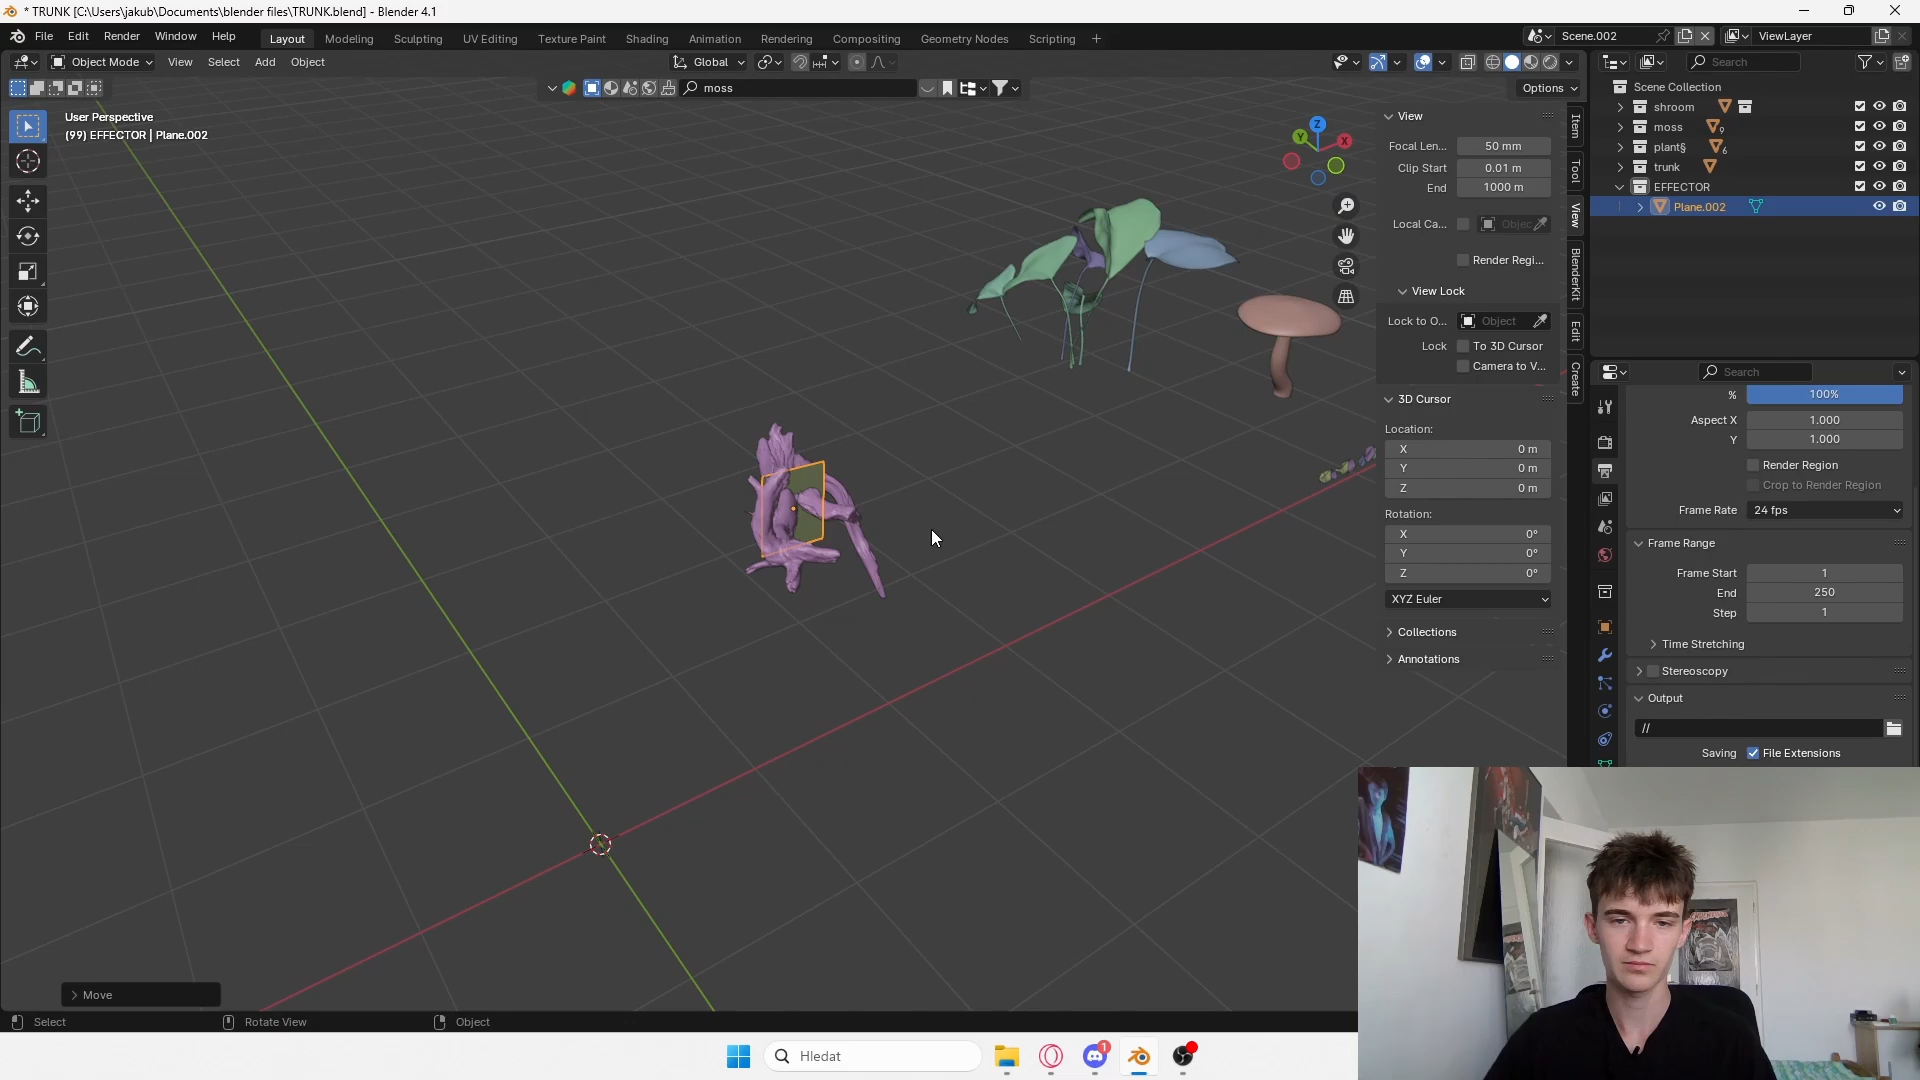 * TRUNK [C:\Users\jakub\Documents\blender files\TRUNK.blend] - Blender 4.1
File Edit Render Window Help Layout Modeling Sculpting UV Editing Texture Paint Shading Animation Rendering Compositing Geometry Nodes Scripting + Scene.002 ViewLayer
Object Mode View Select Add Object Global Search
moss Options
User Perspective
(99) EFFECTOR | Plane.002
Z
Y
X
View
Focal Len... 50 mm
Clip Start 0.01 m
End 1000 m
Local Ca... Objec
Render Regi...
View Lock
Lock to O... Object
Lock To 3D Cursor
Camera to V...
3D Cursor
Location:
X 0 m
Y 0 m
Z 0 m
Rotation:
X 0°
Y 0°
Z 0°
XYZ Euler
Collections
Annotations
Item
Tool
View
BlenderKit
Edit
Create
Scene Collection
shroom
moss 9
plant§ 6
trunk
EFFECTOR
Plane.002
Search
% 100%
Aspect X 1.000
Y 1.000
Render Region
Crop to Render Region
Frame Rate 24 fps
Frame Range
Frame Start 1
End 250
Step 1
Time Stretching
Stereoscopy
Output
//
Saving File Extensions
Move
Select Rotate View Object
Hledat
1